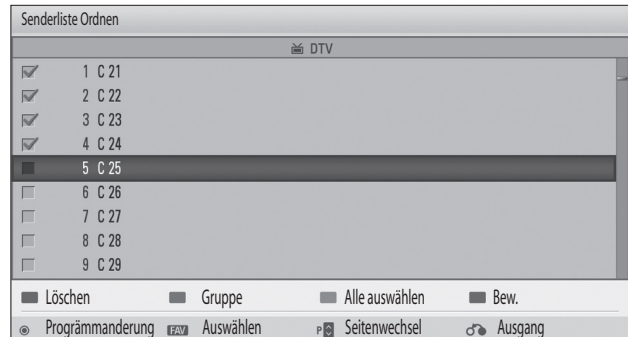 Senderliste Ordnen
DTV
1 C 21
2 C 22
3 C 23
4 C 24
5 C 25
6 C 26
7 C 27
8 C 28
9 C 29
Löschen Gruppe Alle auswählen Bew.
Progrämmanderung FAV Auswählen P Seitenwechsel Ausgang